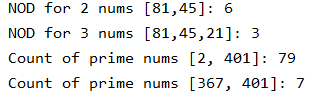 NOD for 2 nums [81,45]: 6
NOD for 3 nums [81,45,21]: 3
Count of prime nums [2, 401]: 79
Count of prime nums [367, 401]: 7